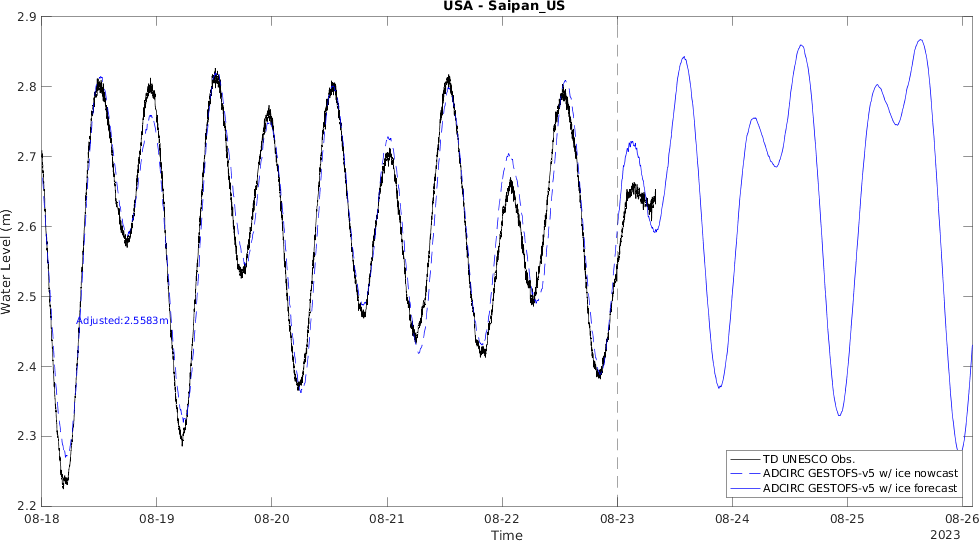 USA - Saipan_US
2.9
2.8
2.7
2.6
2.5
2.4
2.3
2.2
Water Level (m)
Adjusted:2.5583m
TD UNESCO Obs.
ADCIRC GESTOFS-v5 w/ ice nowcast
ADCIRC GESTOFS-v5 w/ ice forecast
08-18 08-19 08-20 08-21 08-22 08-23 08-24 08-25 08-26
Time
2023